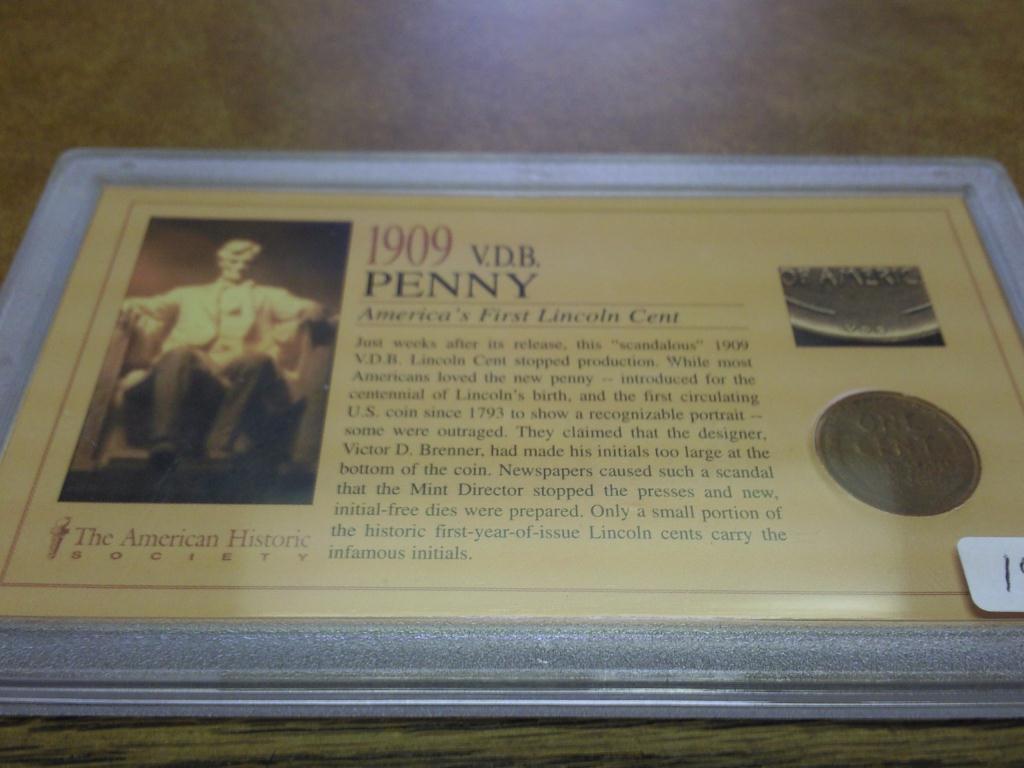 1909 V.D.B.
PENNY
America's First Lincoln Cent
Just weeks after its release, this "scandalous" 1909
V.D.B. Lincoln Cent stopped production. While most
Americans loved the new penny -- introduced for the
centennial of Lincoln's birth, and the first circulating
U.S. coin since 1793 to show a recognizable portrait --
some were outraged. They claimed that the designer,
Victor D. Brenner, had made his initials too large at the
bottom of the coin. Newspapers caused such a scandal
that the Mint Director stopped the presses and new,
initial-free dies were prepared. Only a small portion of
the historic first-year-of-issue Lincoln cents carry the
infamous initials.
The American Historic
SOCIETY
OF AMERIC
V.D.B
ONE
CENT